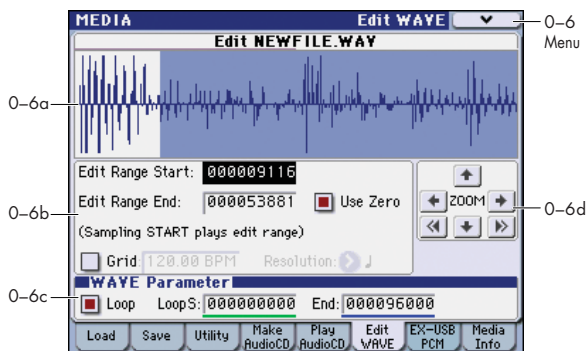 MEDIA
Edit WAVE
0–6
Menu
Edit NEWFILE.WAV
0–6a
Edit Range Start: 000009116
Edit Range End: 000053881 Use Zero
0–6b
ZOOM
0–6d
(Sampling START plays edit range)
Grid 120.00 BPM Resolution: ♩
WAVE Parameter
0–6c
Loop LoopS: 000000000 End: 000096000
Load Save Utility Make AudioCD Play AudioCD Edit WAVE EX-USB PCM Media Info